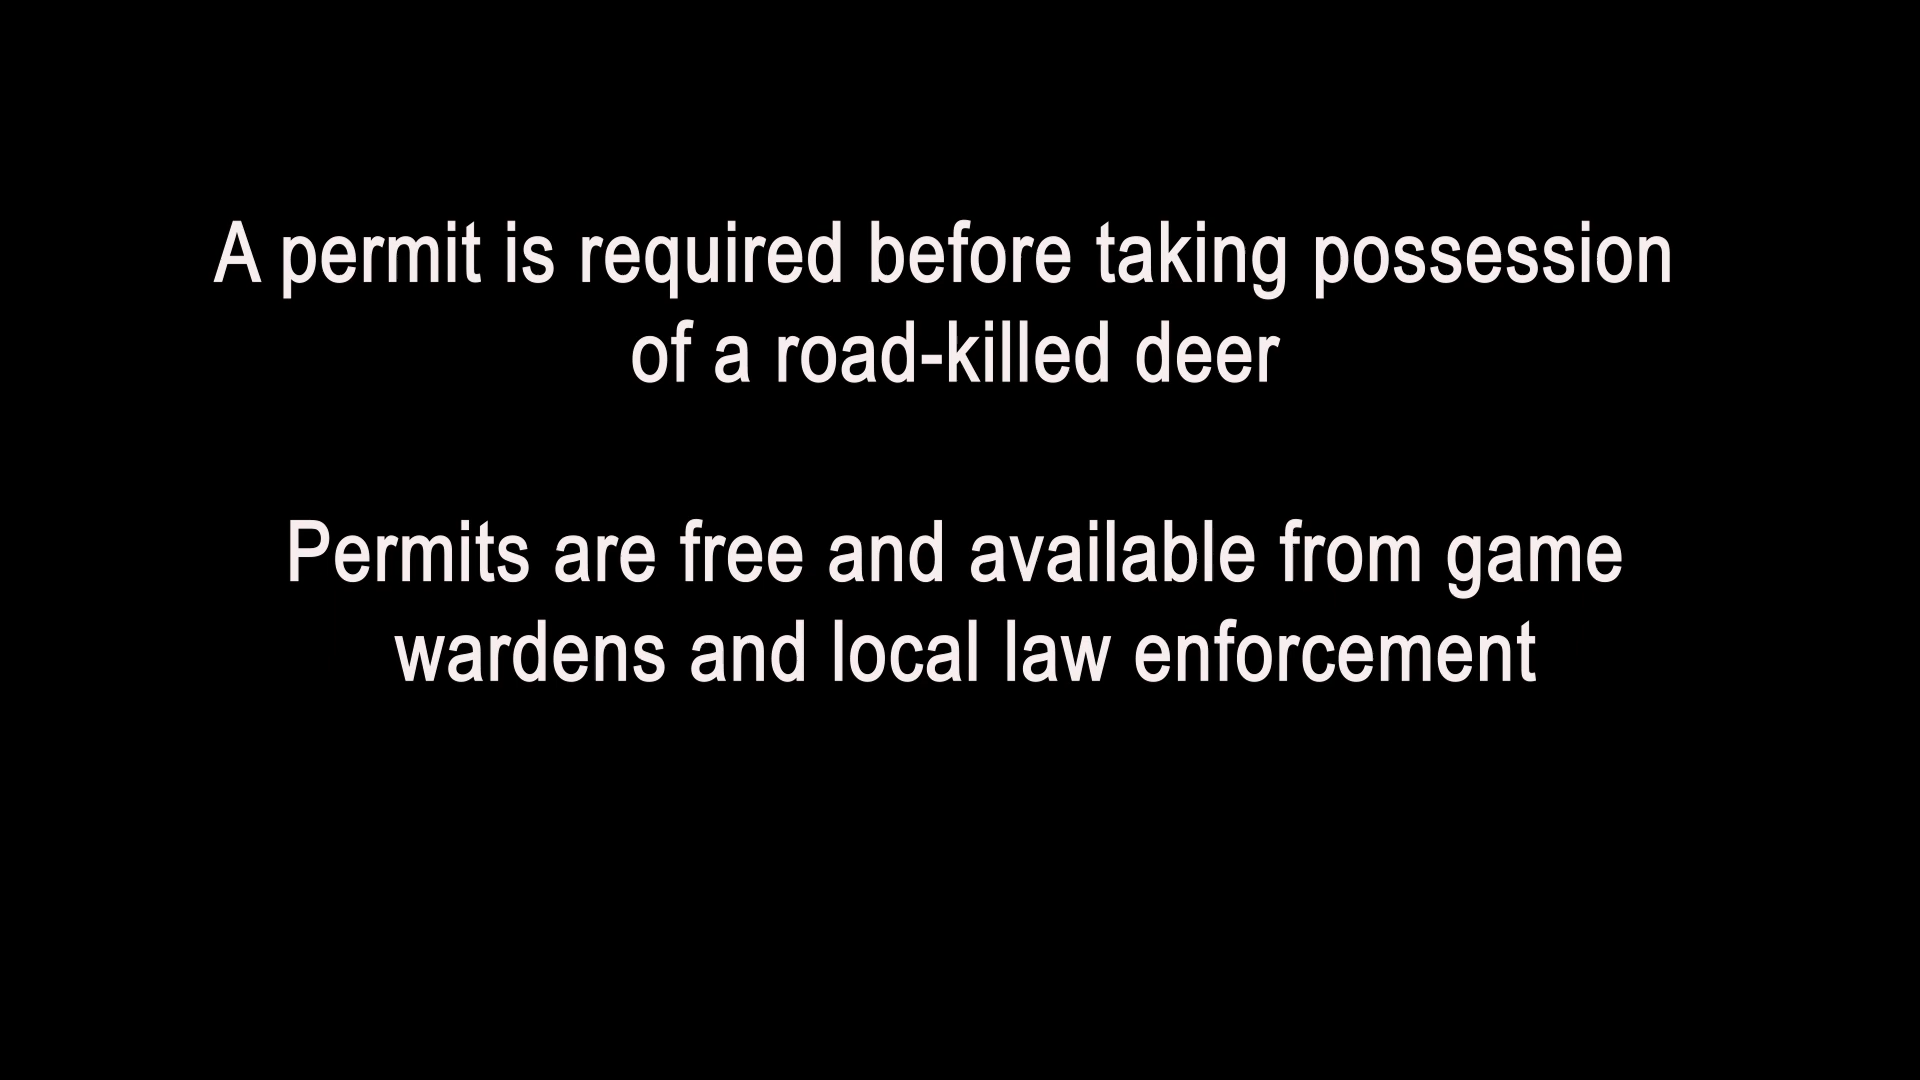 A permit is required before taking possession
of a road-killed deer
Permits are free and available from game
wardens and local law enforcement